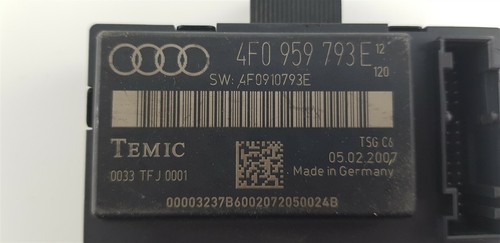 4F0 959 793 E 12
120
SW: 4F0910793E
TEMIC
TSG C6
05.02.2007
0033 TFJ 0001
Made in Germany
00003237B6002072050024B